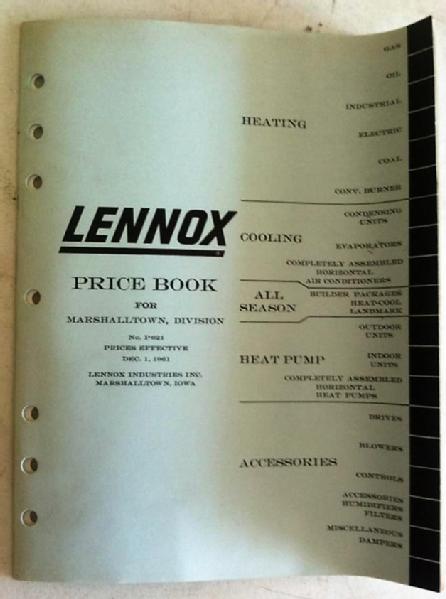 LENNOX
PRICE BOOK
FOR
MARSHALLTOWN, DIVISION
No. P621
PRICES EFFECTIVE
DEC. 1, 1961
LENNOX INDUSTRIES INC.
MARSHALLTOWN, IOWA
HEATING
GAS
OIL
INDUSTRIAL
ELECTRIC
COAL
CONV. BURNER
COOLING
CONDENSING
UNITS
EVAPORATORS
COMPLETELY ASSEMBLED
HORIZONTAL
AIR CONDITIONERS
ALL
SEASON
BUILDER PACKAGES
HEAT-COOL
LANDMARK
HEAT PUMP
OUTDOOR
UNITS
INDOOR
UNITS
COMPLETELY ASSEMBLED
HORIZONTAL
HEAT PUMPS
ACCESSORIES
DRIVES
BLOWERS
CONTROLS
ACCESSORIES
HUMIDIFIERS
FILTERS
MISCELLANEOUS
DAMPERS